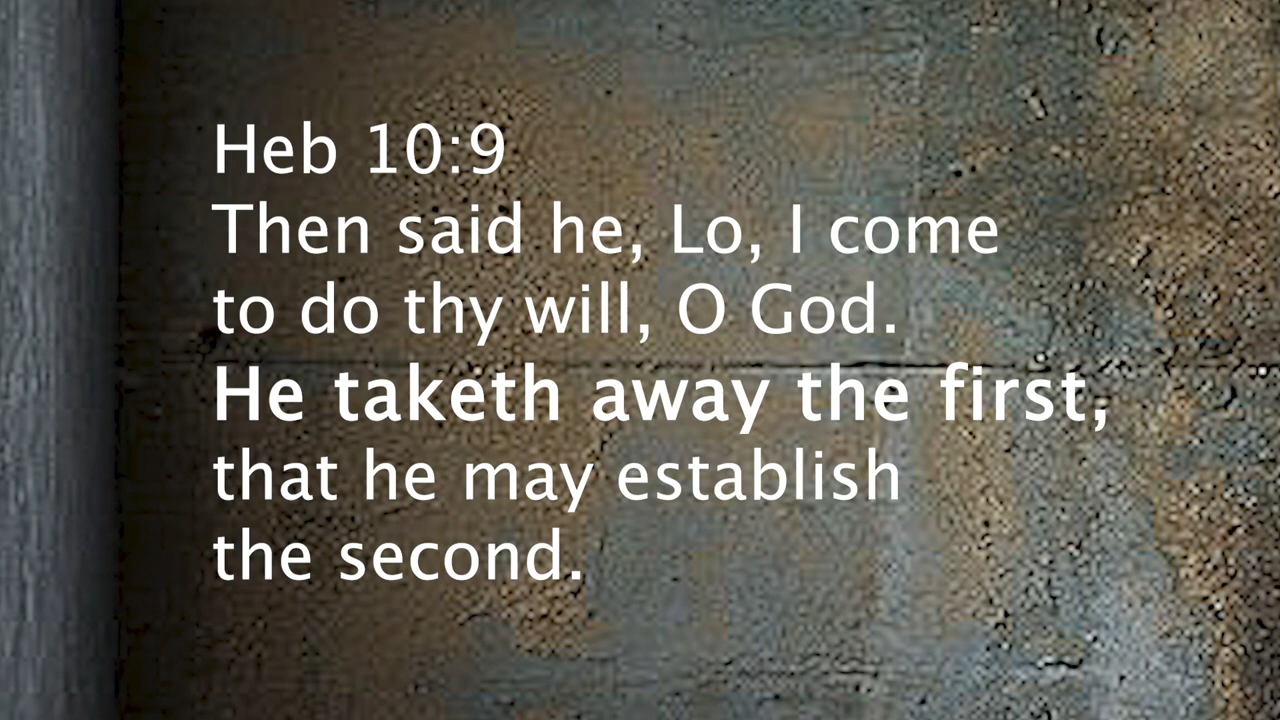 Heb 10:9
Then said he, Lo, I come
to do thy will, O God.
He taketh away the first,
that he may establish
the second.